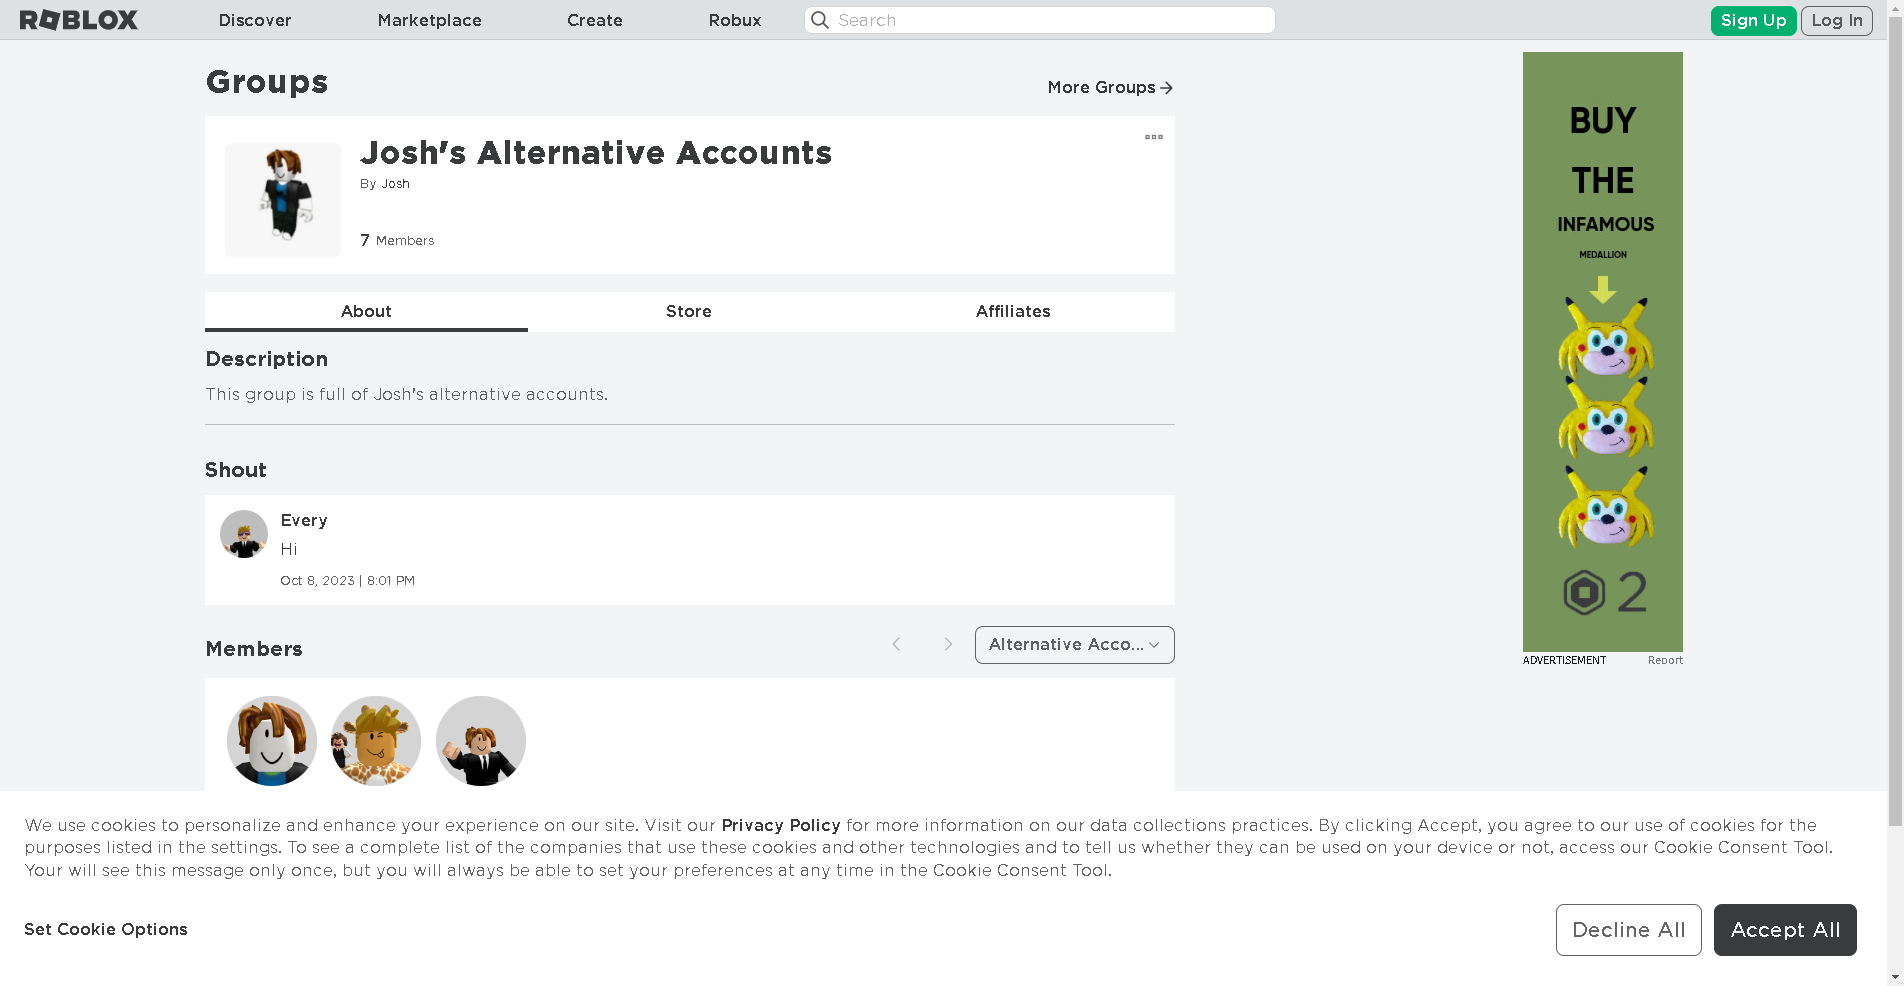 ROBLOX
Discover
Marketplace
Create
Robux
Search
Sign Up
Log In
Groups
More Groups
Josh's Alternative Accounts
By Josh
7 Members
About
Store
Affiliates
Description
This group is full of Josh's alternative accounts.
Shout
Every
Hi
Oct 8, 2023 | 8:01 PM
Members
Alternative Acco...
BUY
THE
INFAMOUS
MEDALLION
2
ADVERTISEMENT
Report
We use cookies to personalize and enhance your experience on our site. Visit our Privacy Policy for more information on our data collections practices. By clicking Accept, you agree to our use of cookies for the
purposes listed in the settings. To see a complete list of the companies that use these cookies and other technologies and to tell us whether they can be used on your device or not, access our Cookie Consent Tool.
Your will see this message only once, but you will always be able to set your preferences at any time in the Cookie Consent Tool.
Set Cookie Options
Decline All
Accept All